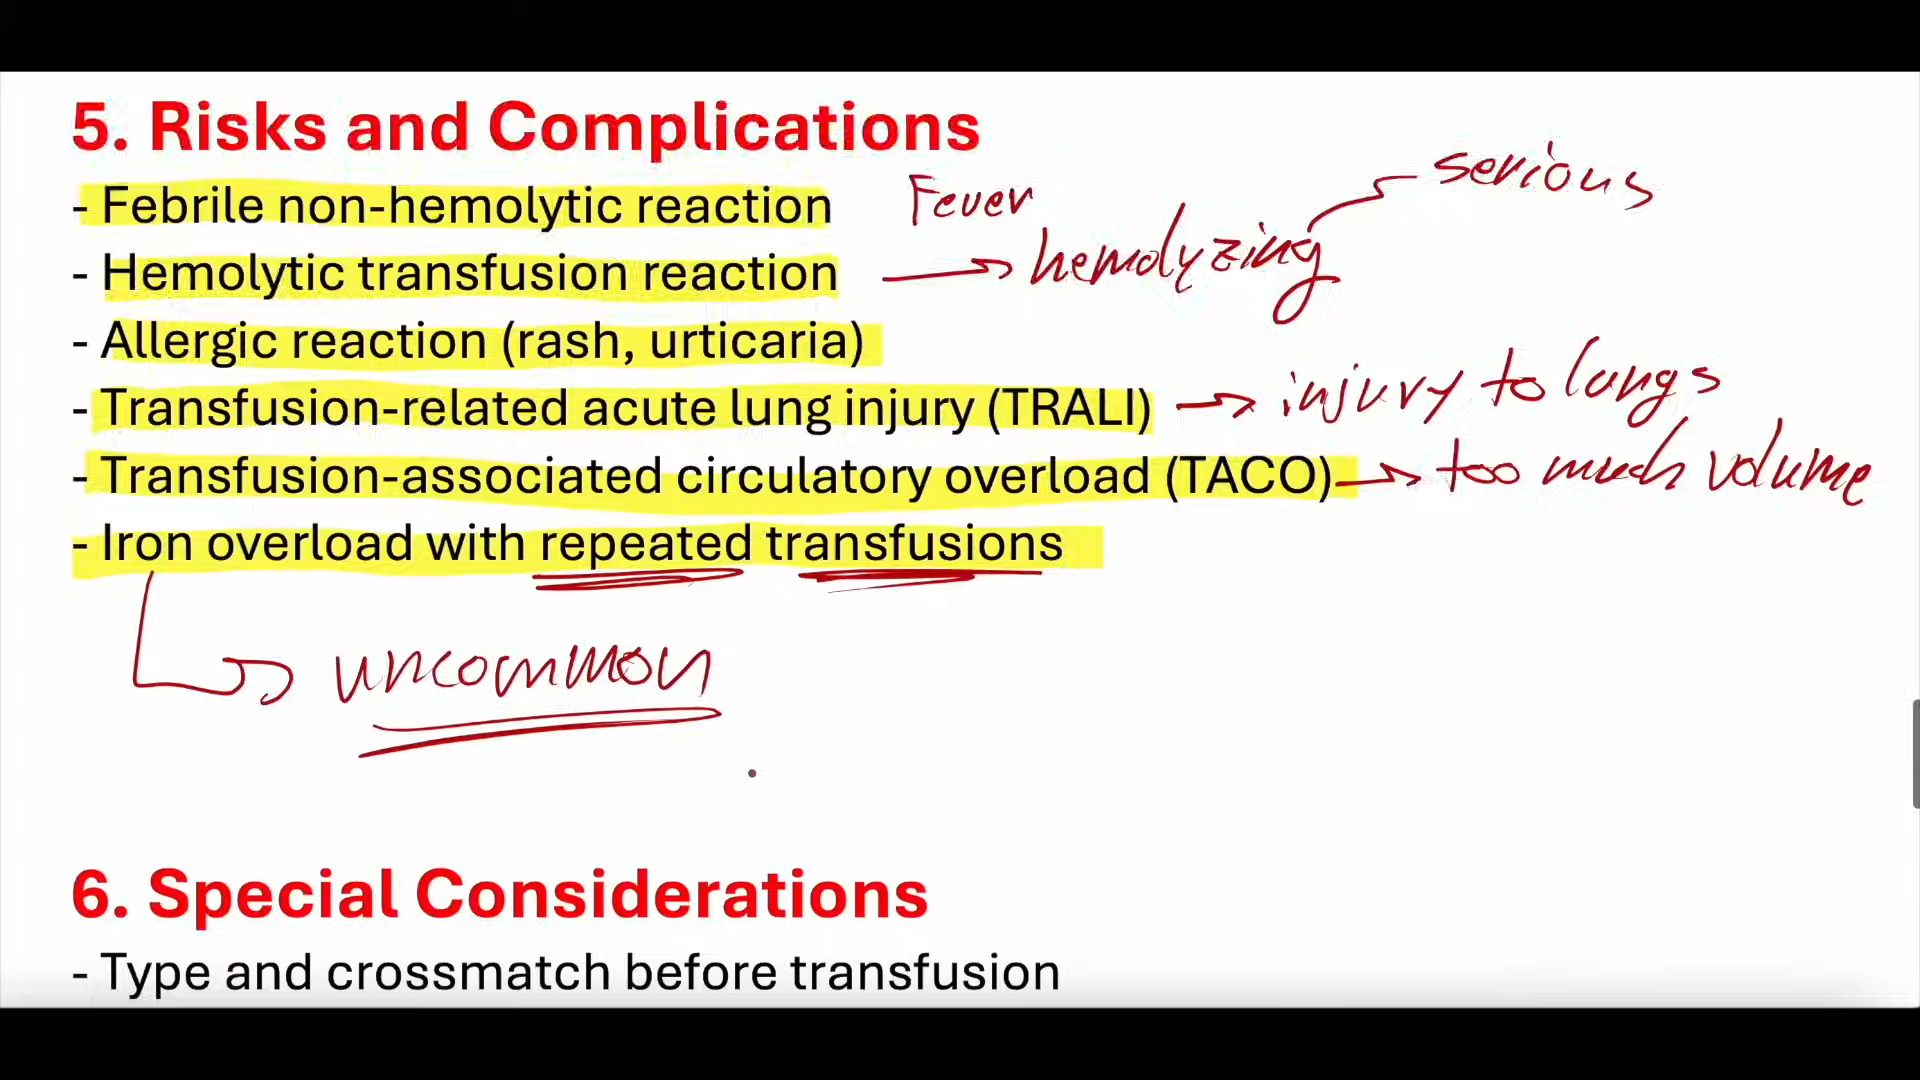 5. Risks and Complications
serious
- Febrile non-hemolytic reaction Fever
- Hemolytic transfusion reaction → hemolyzing
- Allergic reaction (rash, urticaria)
- Transfusion-related acute lung injury (TRALI) → injury to lungs
- Transfusion-associated circulatory overload (TACO) → too much volume
- Iron overload with repeated transfusions
uncommon
6. Special Considerations
- Type and crossmatch before transfusion